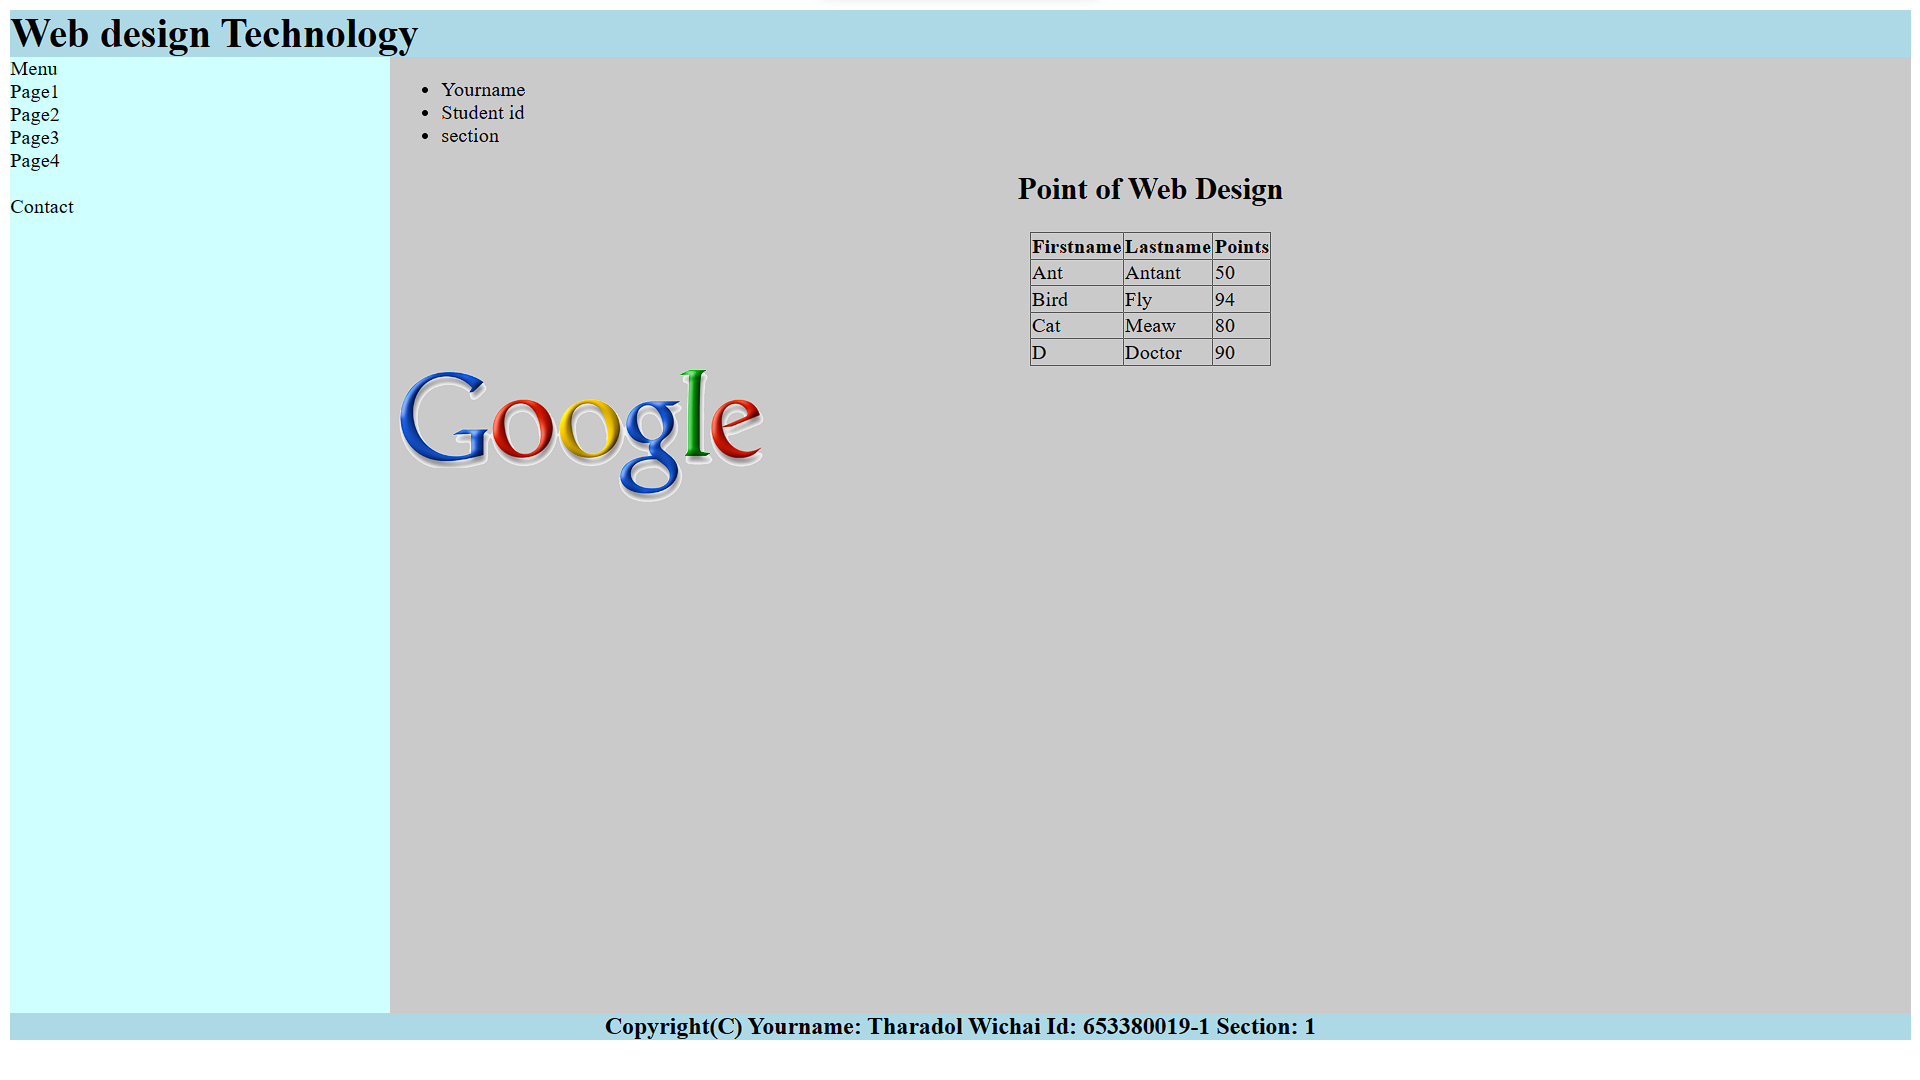 Web design Technology
Menu
Page1
Page2
Page3
Page4
Contact
Yourname
Student id
section
Point of Web Design
Firstname Lastname Points
Ant Antant 50
Bird Fly 94
Cat Meaw 80
D Doctor 90
Google
Copyright(C) Yourname: Tharadol Wichai Id: 653380019-1 Section: 1